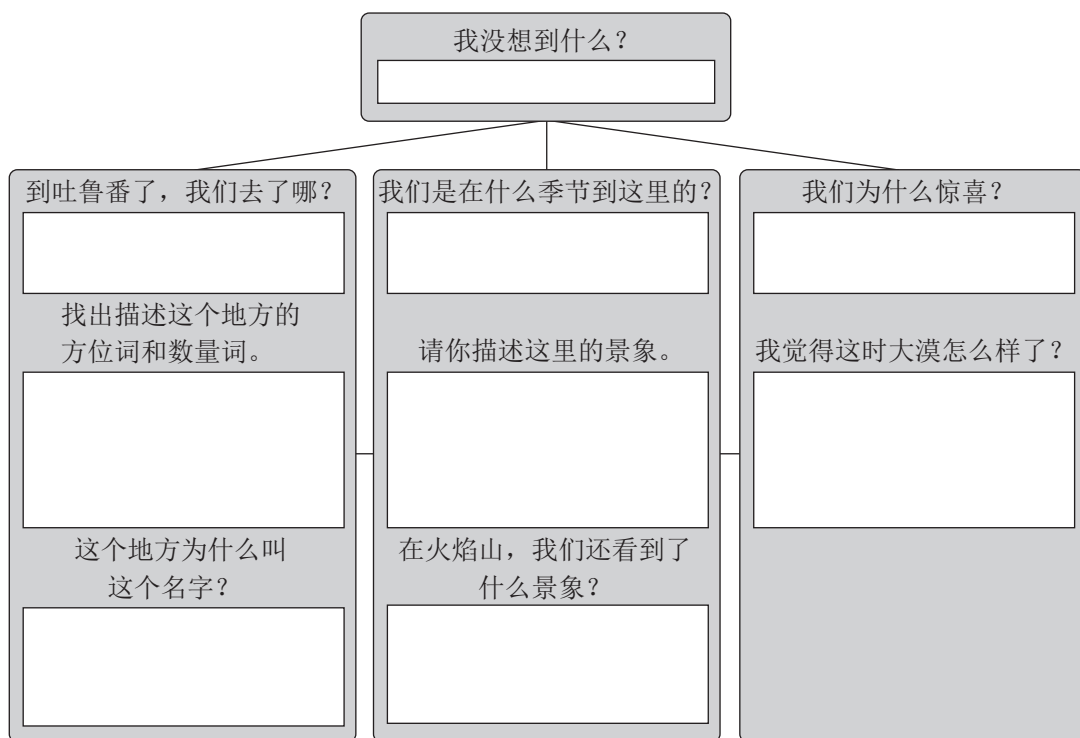 我没想到什么？
到吐鲁番了，我们去了哪？
找出描述这个地方的
方位词和数量词。
这个地方为什么叫
这个名字？
我们是在什么季节到这里的？
请你描述这里的景象。
在火焰山，我们还看到了
什么景象？
我们为什么惊喜？
我觉得这时大漠怎么样了？